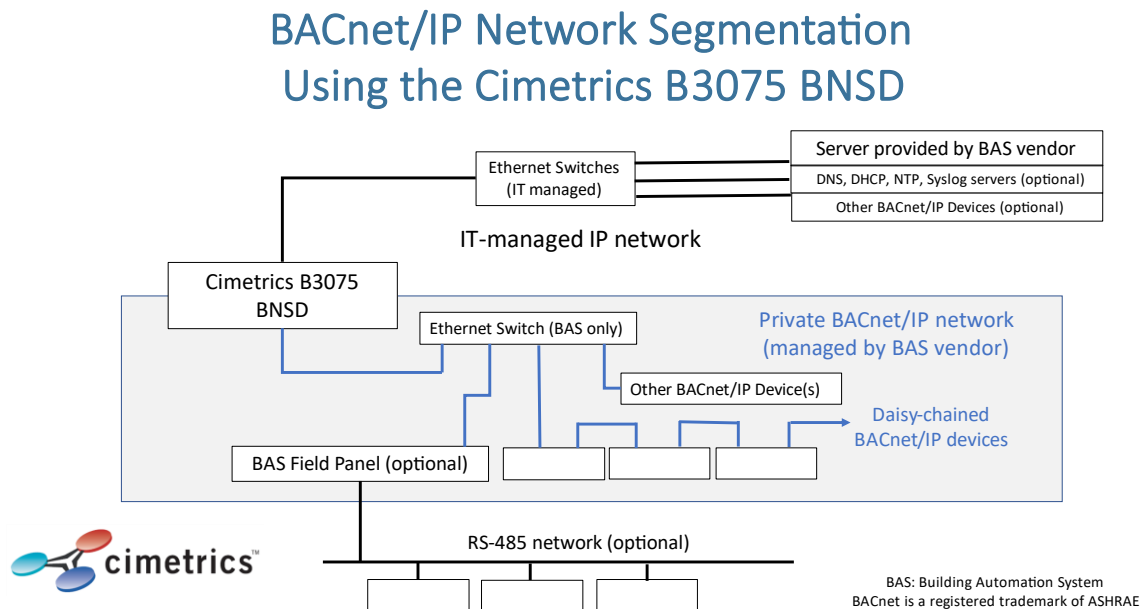 BACnet/IP Network Segmentation
Using the Cimetrics B3075 BNSD
Ethernet Switches
(IT managed)
Server provided by BAS vendor
DNS, DHCP, NTP, Syslog servers (optional)
Other BACnet/IP Devices (optional)
IT-managed IP network
Cimetrics B3075
BNSD
Ethernet Switch (BAS only)
Private BACnet/IP network
(managed by BAS vendor)
Other BACnet/IP Device(s)
Daisy-chained
BACnet/IP devices
BAS Field Panel (optional)
RS-485 network (optional)
cimetrics™
BAS: Building Automation System
BACnet is a registered trademark of ASHRAE